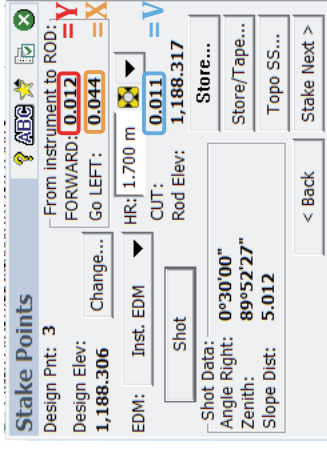 Stake Points
? ABC
Design Pnt: 3
From instrument to ROD:
FORWARD: 0.012 =Y
Go LEFT: 0.044 =X
Design Elev:
1,188.306
Change...
HR: 1.700 m
EDM: Inst. EDM
CUT: 0.011 =V
Rod Elev: 1,188.317
Shot
Store...
Shot Data:
Angle Right: 0°30'00"
Zenith: 89°52'27"
Slope Dist: 5.012
Store/Tape...
Topo SS...
< Back
Stake Next >